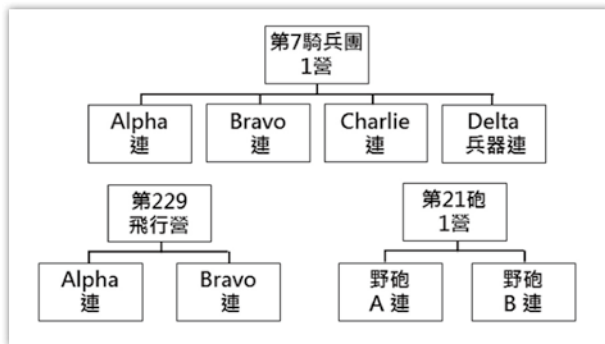 第7騎兵團
1營
Alpha
連
Bravo
連
Charlie
連
Delta
兵器連
第229
飛行營
第21砲
1營
Alpha
連
Bravo
連
野砲
A 連
野砲
B 連